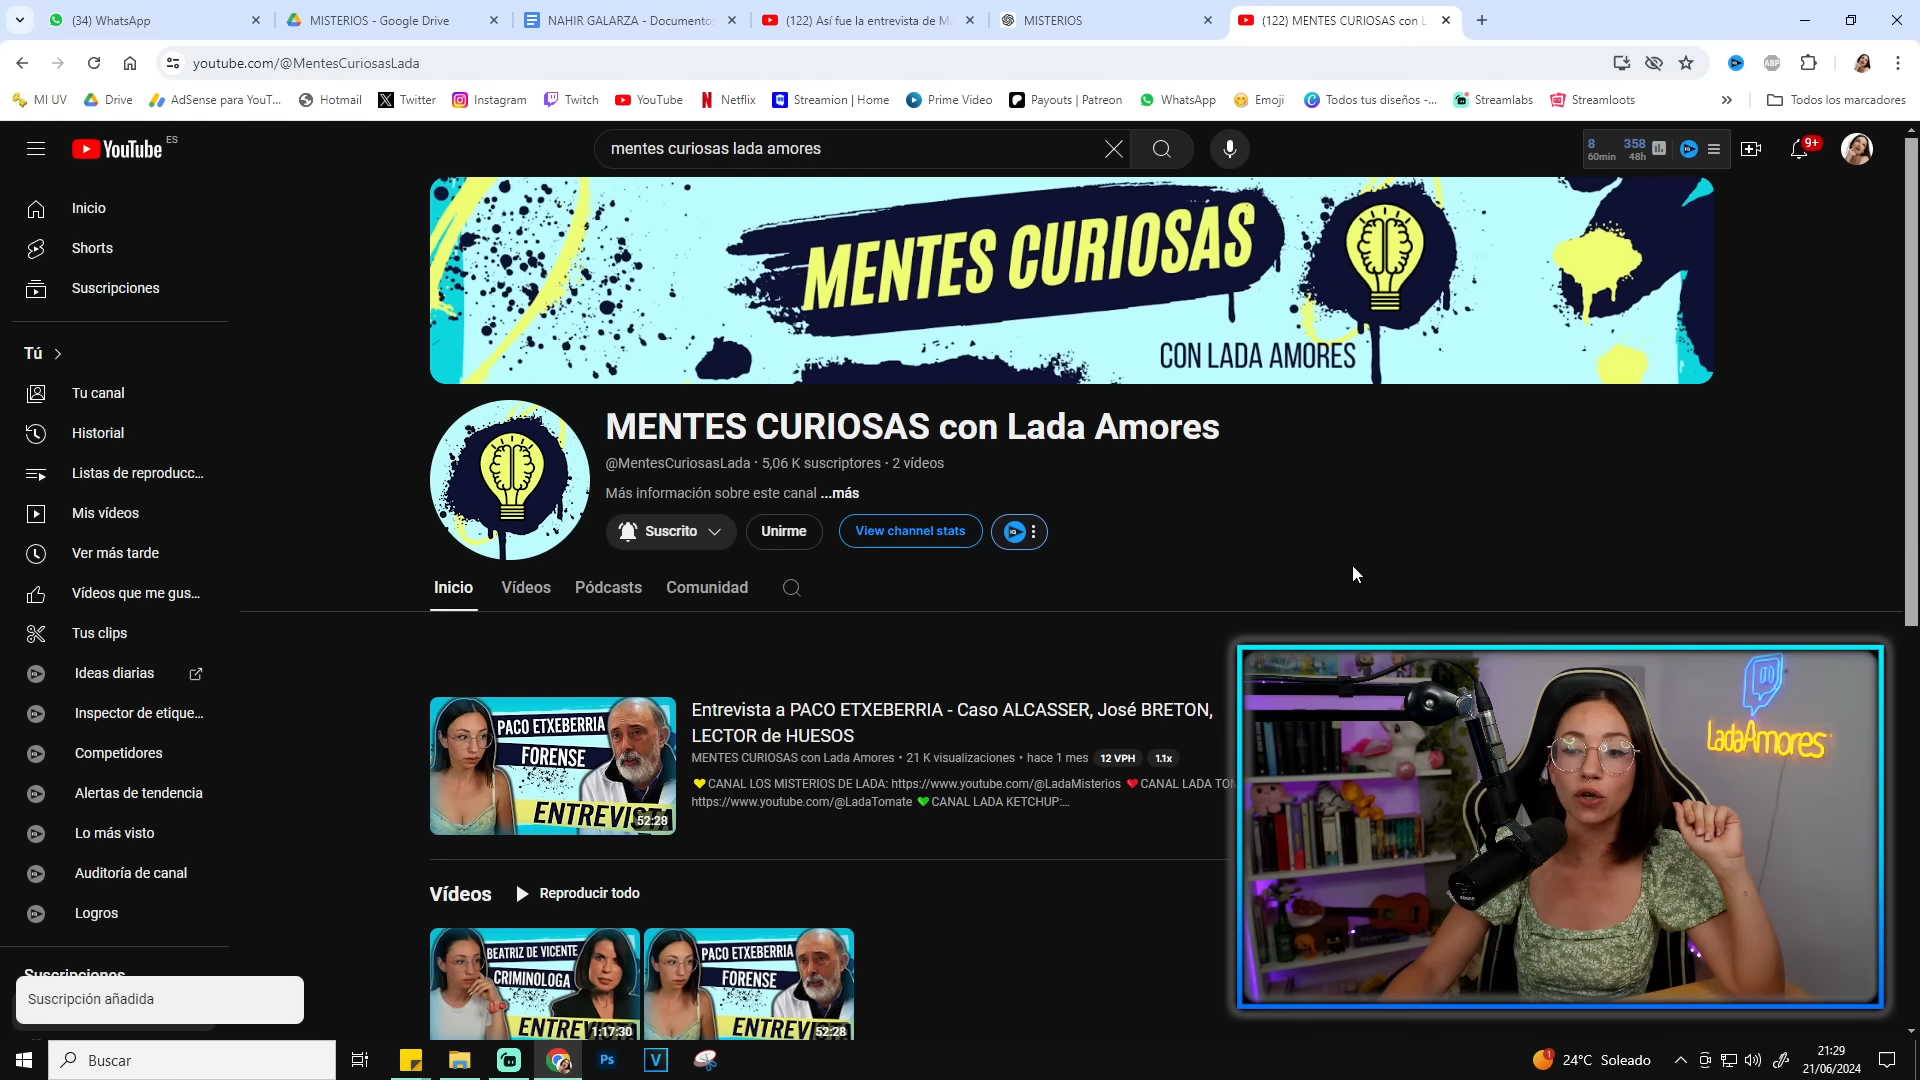 (34) WhatsApp
MISTERIOS - Google Drive
NAHIR GALARZA - Documento
(122) Así fue la entrevista de M
MISTERIOS
(122) MENTES CURIOSAS con L
youtube.com/@MentesCuriosasLada
ABP
MI UV
Drive
AdSense para YouT...
Hotmail
Twitter
Instagram
Twitch
YouTube
Netflix
Streamion | Home
Prime Video
Payouts | Patreon
WhatsApp
Emoji
Todos tus diseños -...
Streamlabs
Streamloots
Todos los marcadores
YouTube ES
mentes curiosas lada amores
8 358
60min 48h
9+
Inicio
Shorts
Suscripciones
Tú
Tu canal
Historial
Listas de reproducc...
Mis vídeos
Ver más tarde
Vídeos que me gus...
Tus clips
Ideas diarias
Inspector de etique...
Competidores
Alertas de tendencia
Lo más visto
Auditoría de canal
Logros
Suscripciones
Suscripción añadida
MENTES CURIOSAS
CON LADA AMORES
MENTES CURIOSAS con Lada Amores
@MentesCuriosasLada · 5,06 K suscriptores · 2 vídeos
Más información sobre este canal ...más
Suscrito
Unirme
View channel stats
Inicio
Vídeos
Pódcasts
Comunidad
PACO ETXEBERRIA
FORENSE
ENTREVISTA
52:28
Entrevista a PACO ETXEBERRIA - Caso ALCASSER, José BRETON,
LECTOR de HUESOS
MENTES CURIOSAS con Lada Amores • 21 K visualizaciones • hace 1 mes 12 VPH 1.1x
💛CANAL LOS MISTERIOS DE LADA: https://www.youtube.com/@LadaMisterios ❤️CANAL LADA TOM
https://www.youtube.com/@LadaTomate 💚CANAL LADA KETCHUP:...
Vídeos
Reproducir todo
BEATRIZ DE VICENTE
CRIMINOLOGA
ENTREV
1:17:30
PACO ETXEBERRIA
FORENSE
ENTREV
52:28
LadaAmores
Buscar
Ps
V
1
24°C Soleado
21:29
21/06/2024